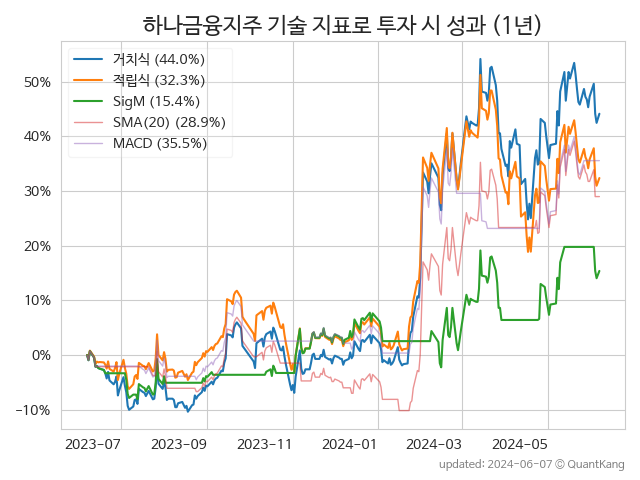 하나금융지주 기술 지표로 투자 시 성과 (1년)
거치식 (44.0%)
적립식 (32.3%)
SigM (15.4%)
SMA(20) (28.9%)
MACD (35.5%)
50%
40%
30%
20%
10%
0%
−10%
2023-07
2023-09
2023-11
2024-01
2024-03
2024-05
updated: 2024-06-07 © QuantKang